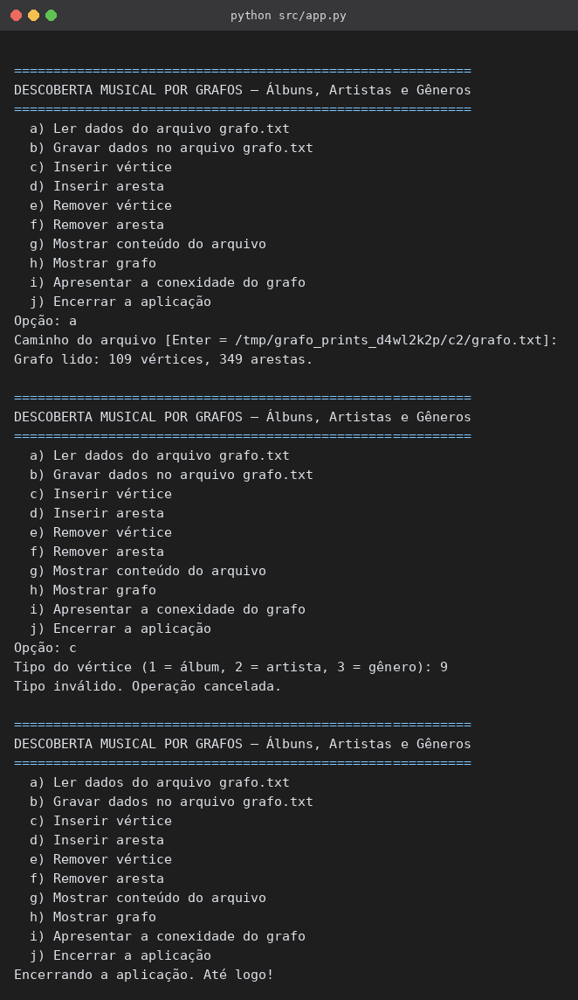 python src/app.py
==========================================================
DESCOBERTA MUSICAL POR GRAFOS — Álbuns, Artistas e Gêneros
==========================================================
  a) Ler dados do arquivo grafo.txt
  b) Gravar dados no arquivo grafo.txt
  c) Inserir vértice
  d) Inserir aresta
  e) Remover vértice
  f) Remover aresta
  g) Mostrar conteúdo do arquivo
  h) Mostrar grafo
  i) Apresentar a conexidade do grafo
  j) Encerrar a aplicação
Opção: a
Caminho do arquivo [Enter = /tmp/grafo_prints_d4wl2k2p/c2/grafo.txt]:
Grafo lido: 109 vértices, 349 arestas.
==========================================================
DESCOBERTA MUSICAL POR GRAFOS — Álbuns, Artistas e Gêneros
==========================================================
  a) Ler dados do arquivo grafo.txt
  b) Gravar dados no arquivo grafo.txt
  c) Inserir vértice
  d) Inserir aresta
  e) Remover vértice
  f) Remover aresta
  g) Mostrar conteúdo do arquivo
  h) Mostrar grafo
  i) Apresentar a conexidade do grafo
  j) Encerrar a aplicação
Opção: c
Tipo do vértice (1 = álbum, 2 = artista, 3 = gênero): 9
Tipo inválido. Operação cancelada.
==========================================================
DESCOBERTA MUSICAL POR GRAFOS — Álbuns, Artistas e Gêneros
==========================================================
  a) Ler dados do arquivo grafo.txt
  b) Gravar dados no arquivo grafo.txt
  c) Inserir vértice
  d) Inserir aresta
  e) Remover vértice
  f) Remover aresta
  g) Mostrar conteúdo do arquivo
  h) Mostrar grafo
  i) Apresentar a conexidade do grafo
  j) Encerrar a aplicação
Encerrando a aplicação. Até logo!